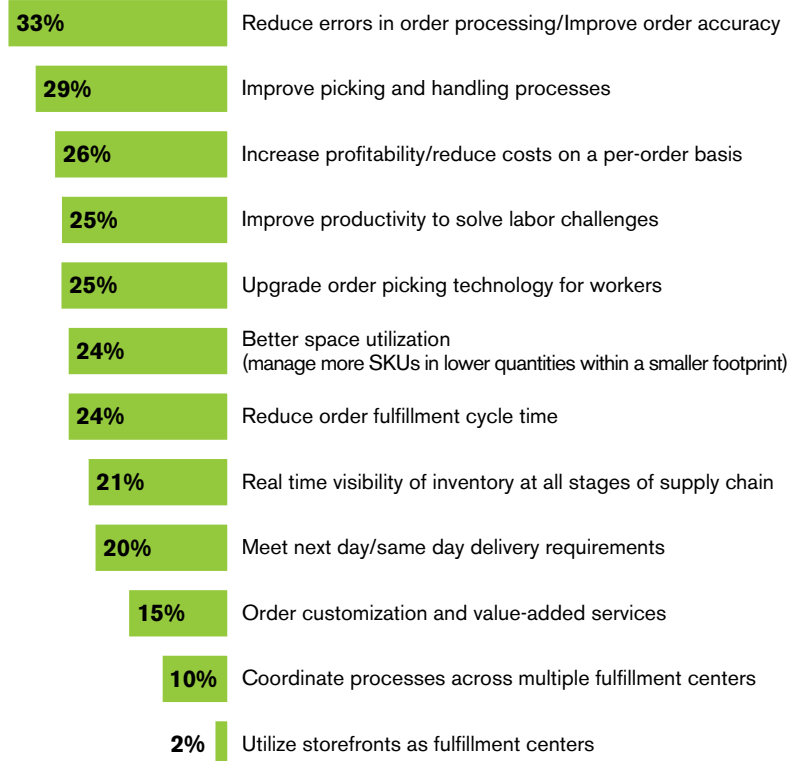 33% Reduce errors in order processing/Improve order accuracy
29% Improve picking and handling processes
26% Increase profitability/reduce costs on a per-order basis
25% Improve productivity to solve labor challenges
25% Upgrade order picking technology for workers
24% Better space utilization
(manage more SKUs in lower quantities within a smaller footprint)
24% Reduce order fulfillment cycle time
21% Real time visibility of inventory at all stages of supply chain
20% Meet next day/same day delivery requirements
15% Order customization and value-added services
10% Coordinate processes across multiple fulfillment centers
2% Utilize storefronts as fulfillment centers